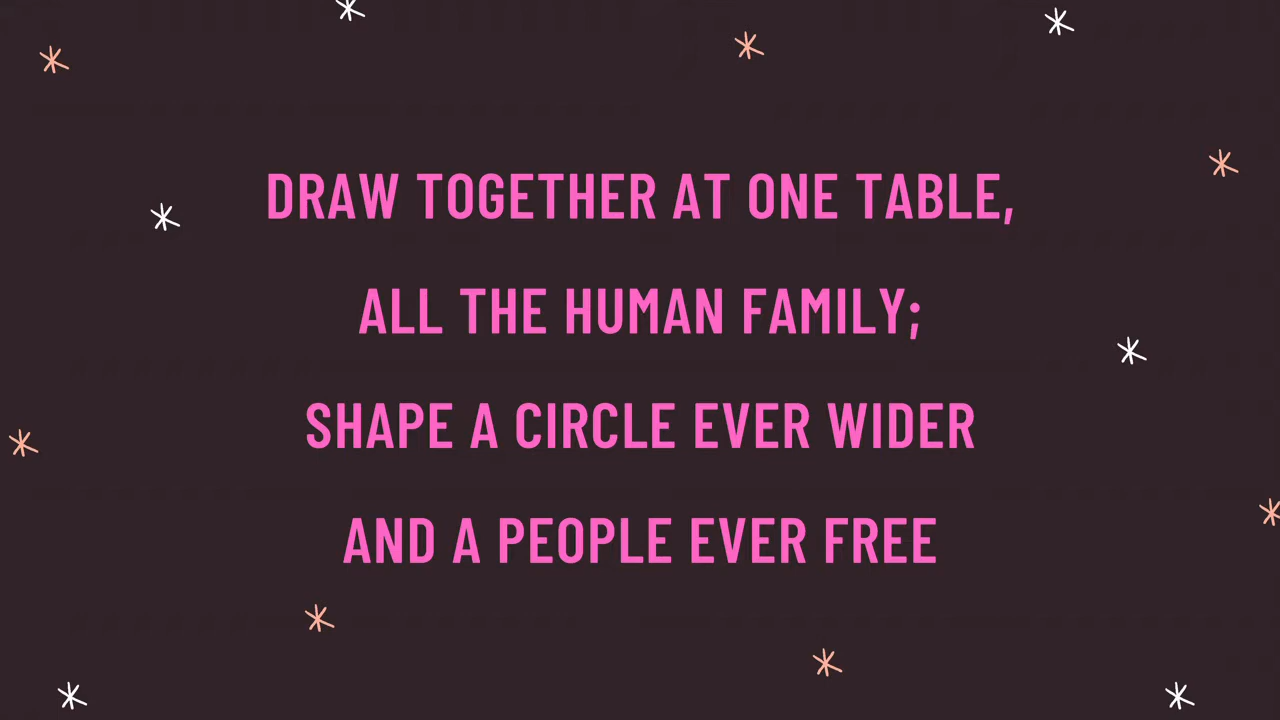 DRAW TOGETHER AT ONE TABLE,
ALL THE HUMAN FAMILY;
SHAPE A CIRCLE EVER WIDER
AND A PEOPLE EVER FREE